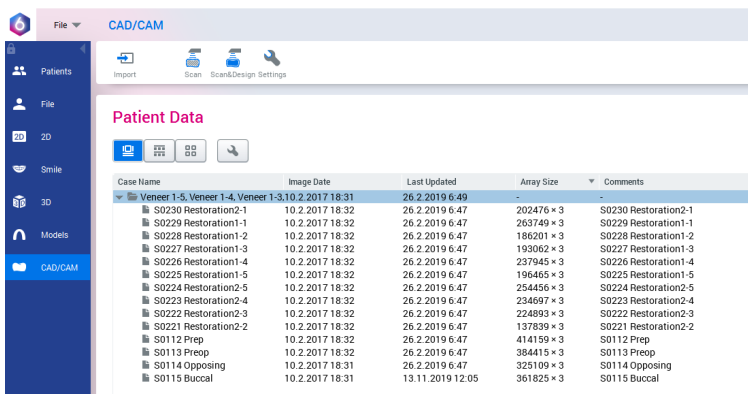 6 File CAD/CAM
Patients
File
2D 2D
Smile
3D 3D
Models
CAD/CAM
Import Scan Scan&Design Settings
Patient Data
Case Name Image Date Last Updated Array Size Comments
Veneer 1-5, Veneer 1-4, Veneer 1-3, 10.2.2017 18:31 26.2.2019 6:49 - -
S0230 Restoration2-1 10.2.2017 18:32 26.2.2019 6:47 202476 × 3 S0230 Restoration2-1
S0229 Restoration1-1 10.2.2017 18:32 26.2.2019 6:47 263749 × 3 S0229 Restoration1-1
S0228 Restoration1-2 10.2.2017 18:32 26.2.2019 6:47 186201 × 3 S0228 Restoration1-2
S0227 Restoration1-3 10.2.2017 18:32 26.2.2019 6:47 193062 × 3 S0227 Restoration1-3
S0226 Restoration1-4 10.2.2017 18:32 26.2.2019 6:47 237945 × 3 S0226 Restoration1-4
S0225 Restoration1-5 10.2.2017 18:32 26.2.2019 6:47 196465 × 3 S0225 Restoration1-5
S0224 Restoration2-5 10.2.2017 18:32 26.2.2019 6:47 254456 × 3 S0224 Restoration2-5
S0223 Restoration2-4 10.2.2017 18:32 26.2.2019 6:47 234697 × 3 S0223 Restoration2-4
S0222 Restoration2-3 10.2.2017 18:32 26.2.2019 6:47 224893 × 3 S0222 Restoration2-3
S0221 Restoration2-2 10.2.2017 18:32 26.2.2019 6:47 137839 × 3 S0221 Restoration2-2
S0112 Prep 10.2.2017 18:32 26.2.2019 6:47 414159 × 3 S0112 Prep
S0113 Preop 10.2.2017 18:32 26.2.2019 6:47 384415 × 3 S0113 Preop
S0114 Opposing 10.2.2017 18:31 26.2.2019 6:47 325109 × 3 S0114 Opposing
S0115 Buccal 10.2.2017 18:31 13.11.2019 12:05 361825 × 3 S0115 Buccal